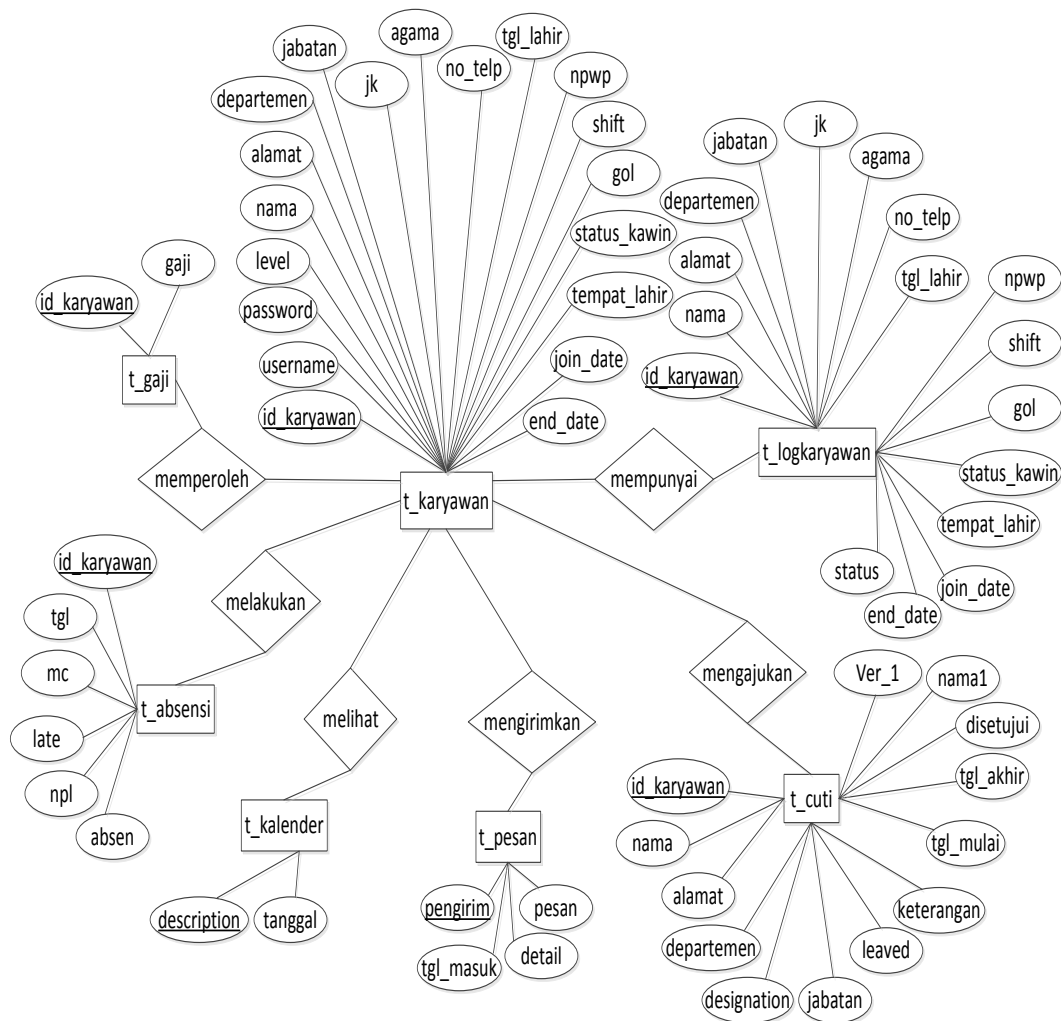 agama
tgl_lahir
jabatan
no_telp
jk
npwp
departemen
shift
alamat
gol
nama
status_kawin
level
tempat_lahir
password
join_date
username
end_date
id_karyawan
t_karyawan
gaji
id_karyawan
t_gaji
memperoleh
mempunyai
jk
jabatan
agama
departemen
no_telp
alamat
tgl_lahir
nama
npwp
id_karyawan
shift
gol
t_logkaryawan
status_kawin
tempat_lahir
status
join_date
end_date
id_karyawan
melakukan
tgl
mc
t_absensi
late
npl
absen
melihat
t_kalender
description
tanggal
mengirimkan
t_pesan
pengirim
pesan
tgl_masuk
detail
mengajukan
Ver_1
nama1
disetujui
id_karyawan
tgl_akhir
t_cuti
nama
tgl_mulai
alamat
keterangan
departemen
leaved
designation
jabatan